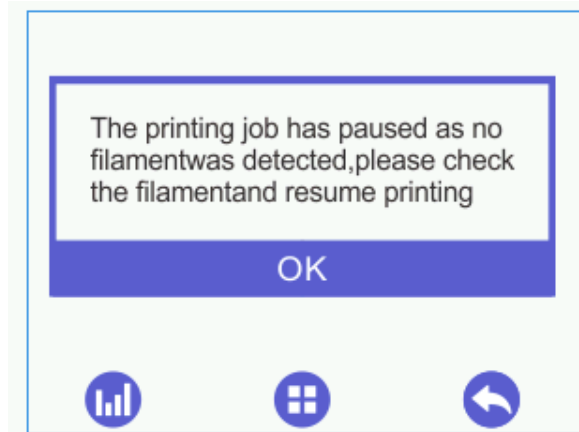 The printing job has paused as no
filamentwas detected,please check
the filamentand resume printing
OK